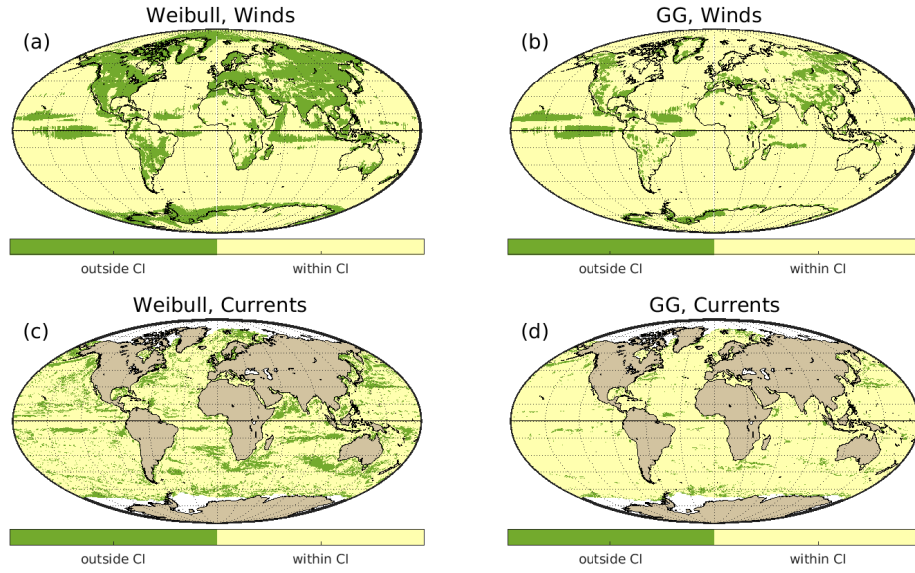 Weibull, Winds
GG, Winds
(a)
(b)
outside CI
within CI
outside CI
within CI
Weibull, Currents
GG, Currents
(c)
(d)
outside CI
within CI
outside CI
within CI